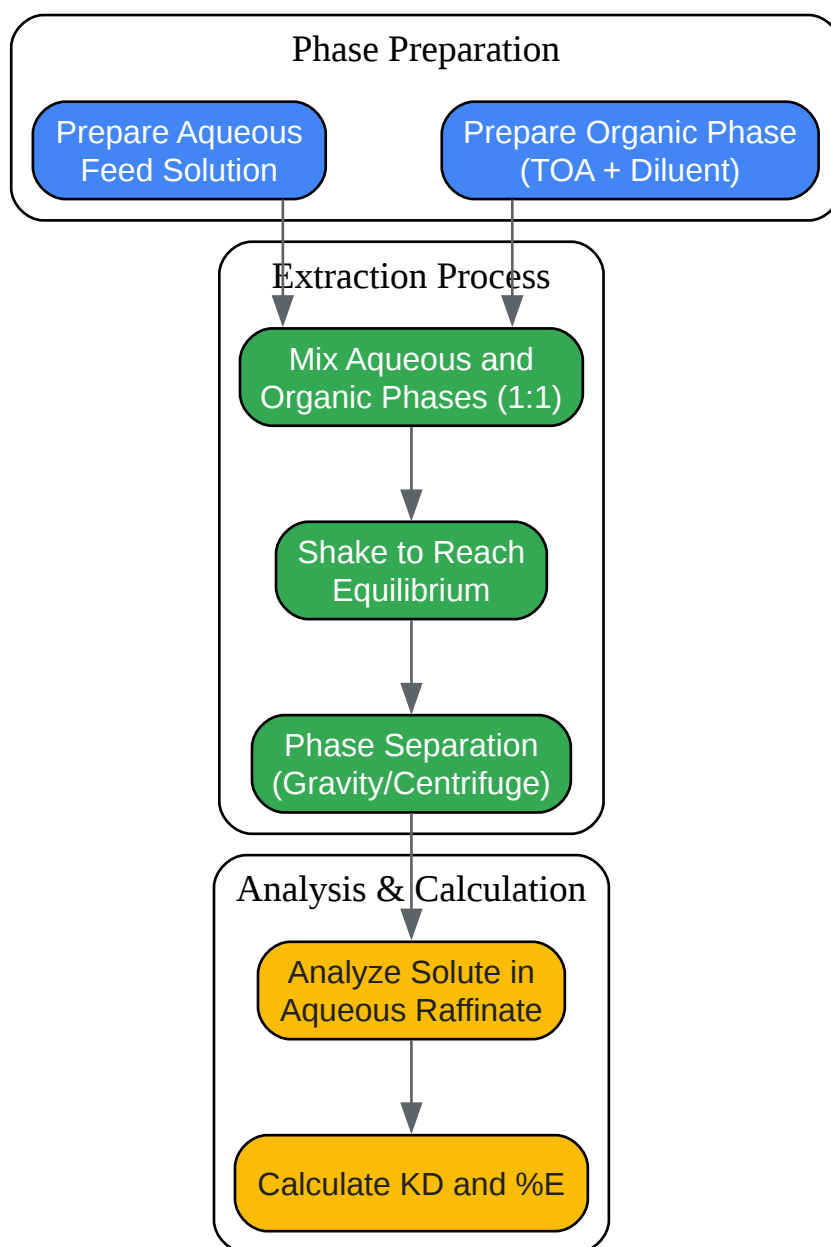 Phase Preparation
Prepare Aqueous
Feed Solution
Prepare Organic Phase
(TOA + Diluent)
Extraction Process
Mix Aqueous and
Organic Phases (1:1)
Shake to Reach
Equilibrium
Phase Separation
(Gravity/Centrifuge)
Analysis & Calculation
Analyze Solute in
Aqueous Raffinate
Calculate KD and %E